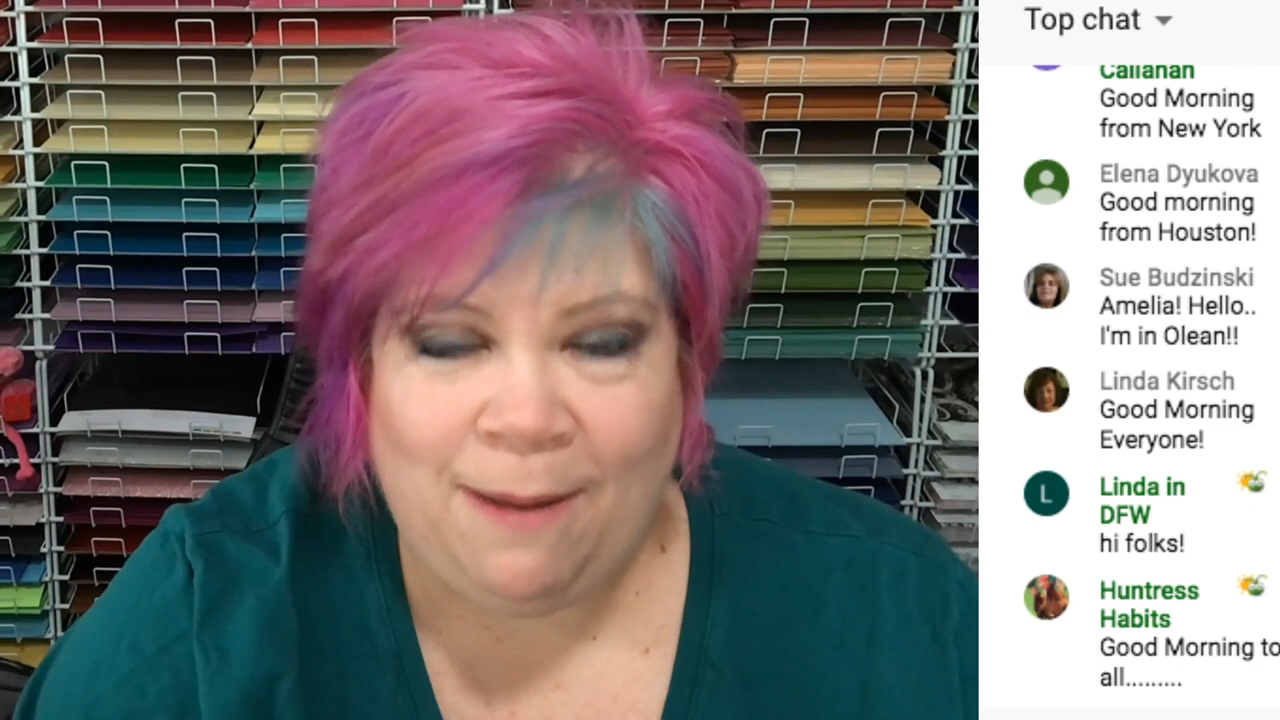 Top chat
Callahan
Good Morning
from New York
Elena Dyukova
Good morning
from Houston!
Sue Budzinski
Amelia! Hello..
I'm in Olean!!
Linda Kirsch
Good Morning
Everyone!
L
Linda in
DFW
hi folks!
Huntress
Habits
Good Morning to
all.........